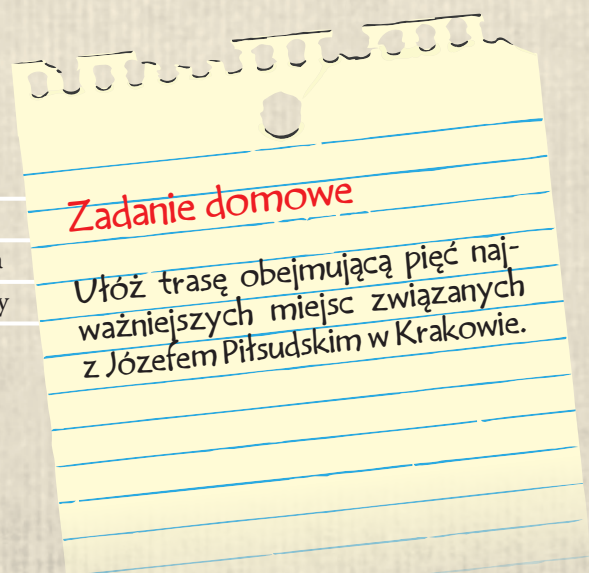 Zadanie domowe
Ułóż trasę obejmującą pięć naj-
ważniejszych miejsc związanych
z Józefem Piłsudskim w Krakowie.